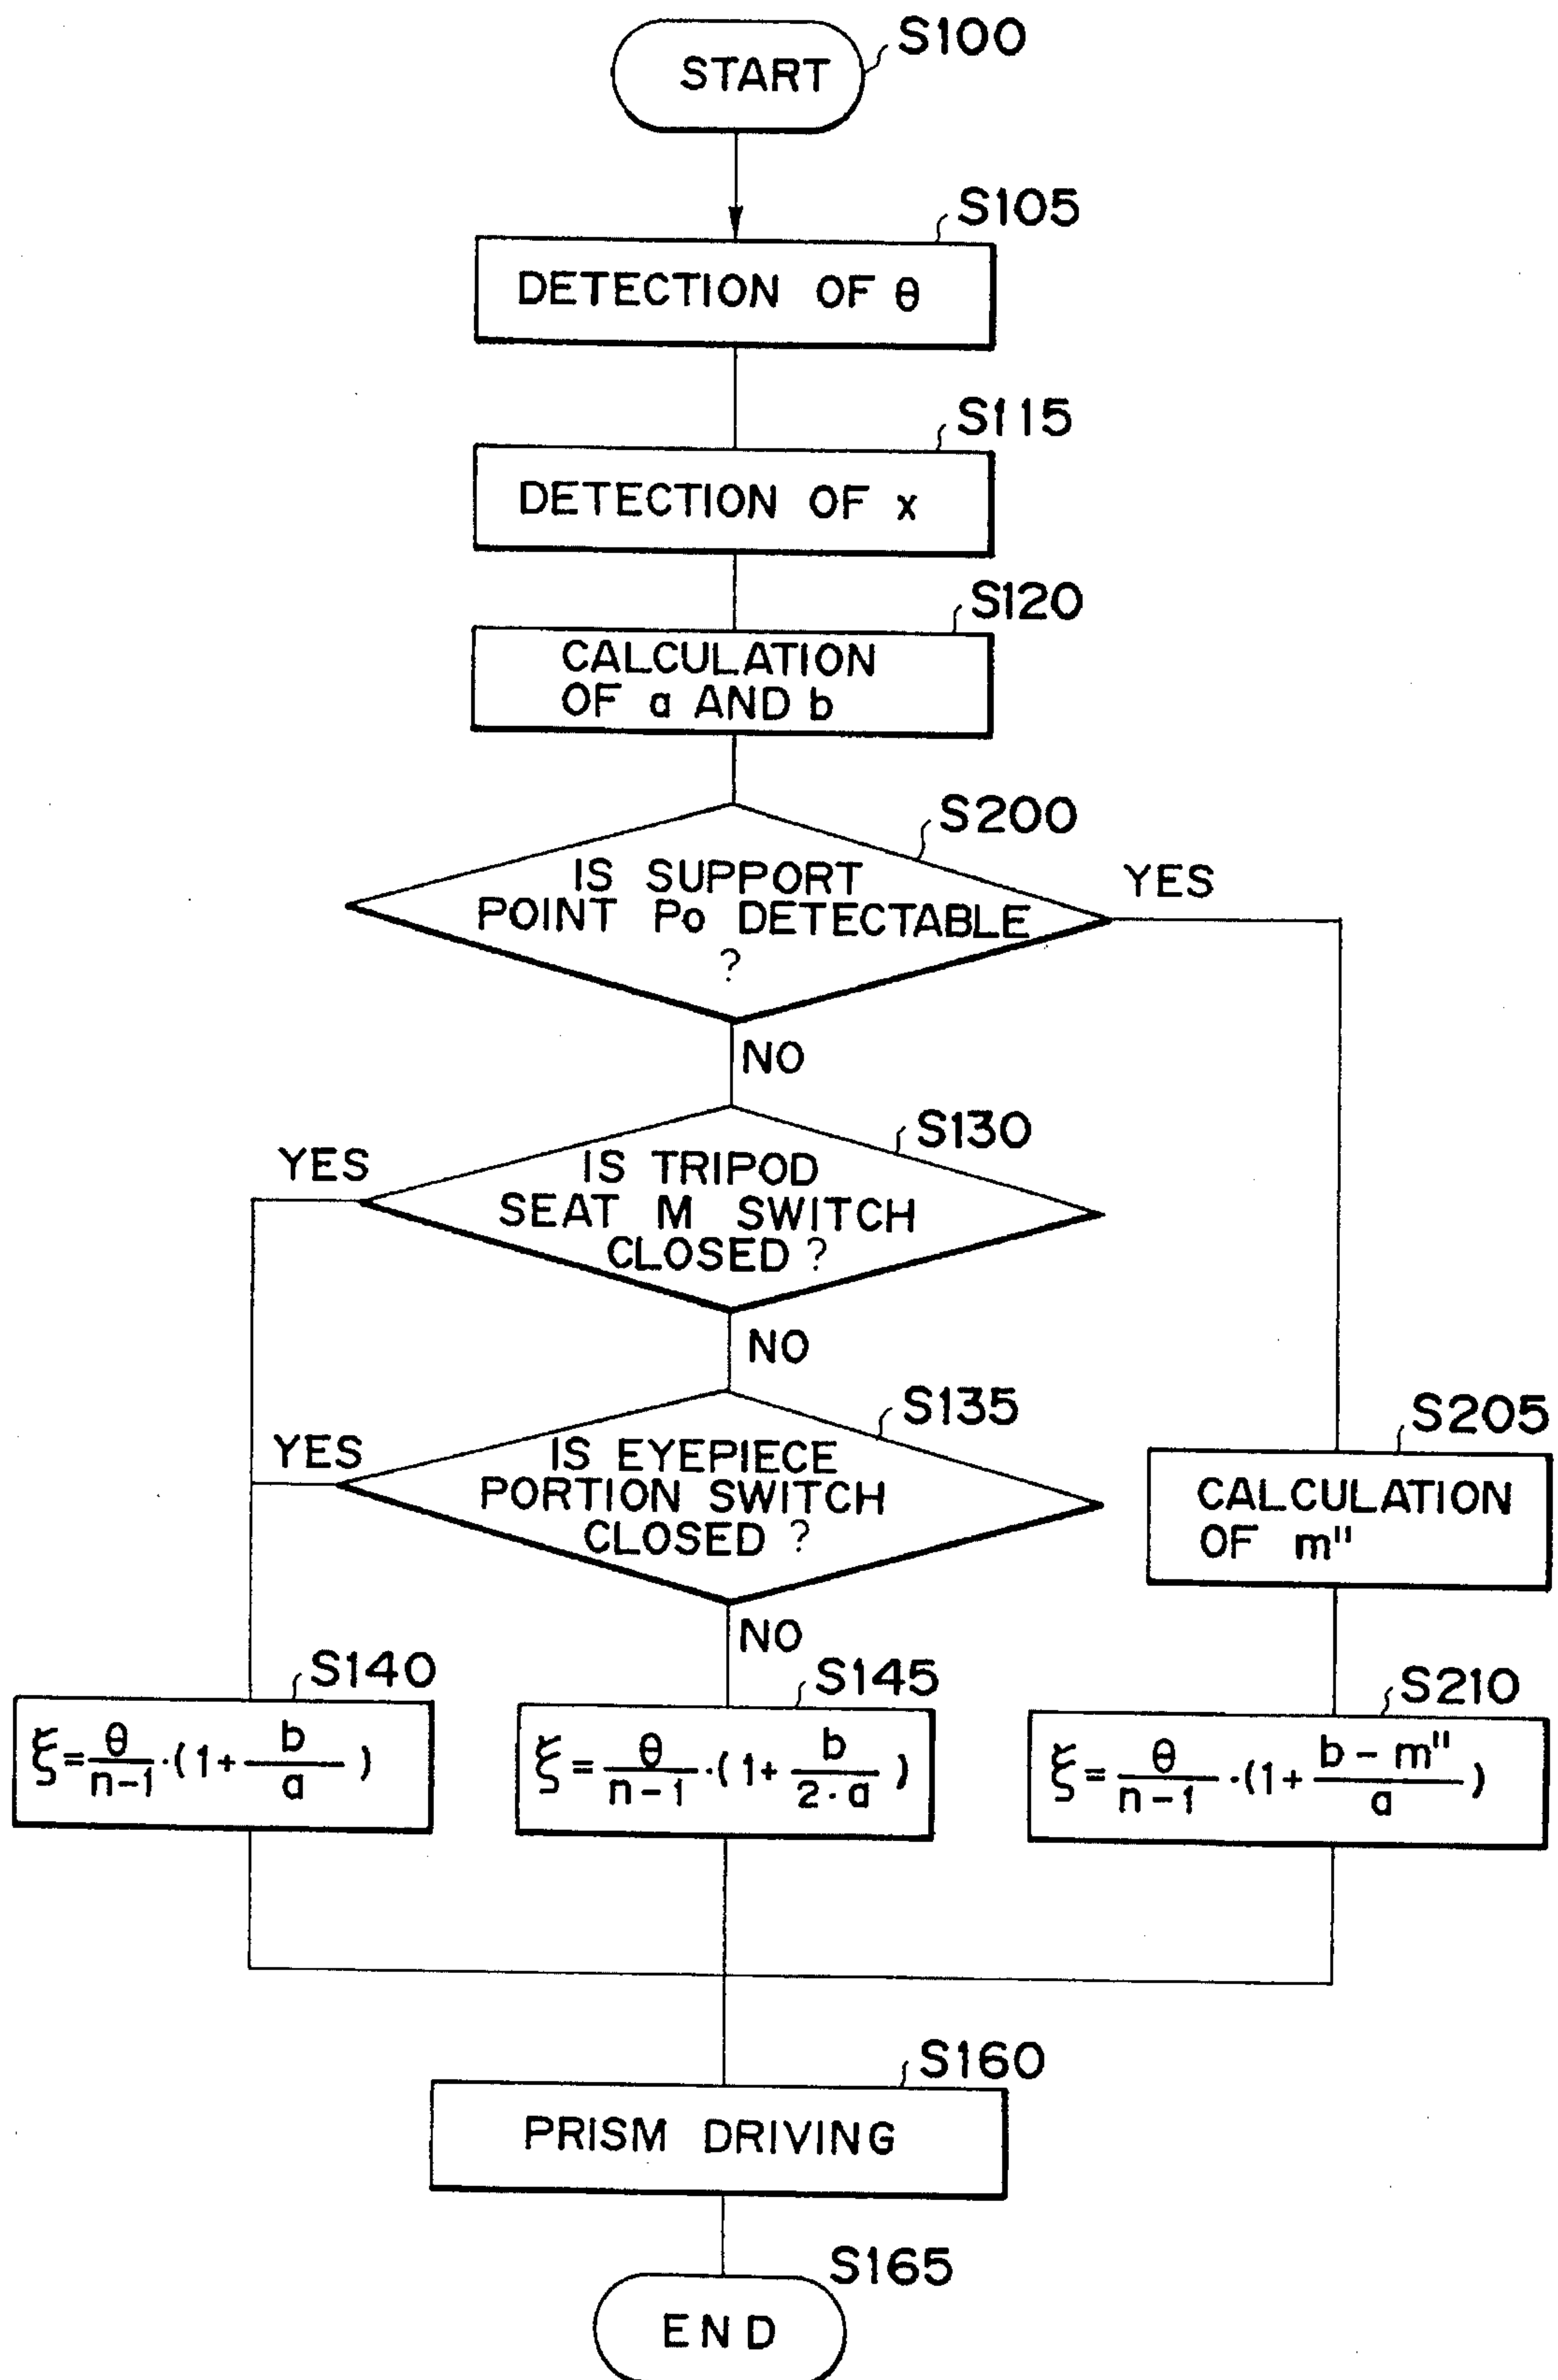 S100
START
S105
DETECTION OF θ
S115
DETECTION OF x
S120
CALCULATION
OF a AND b
S200
IS SUPPORT
POINT Po DETECTABLE
?
YES
NO
S130
YES
IS TRIPOD
SEAT M SWITCH
CLOSED ?
NO
S135
YES
IS EYEPIECE
PORTION SWITCH
CLOSED ?
NO
S205
CALCULATION
OF m"
S140
ξ=θ/n-1·(1+b/a)
S145
ξ=θ/n-1·(1+b/2·a)
S210
ξ=θ/n-1·(1+b-m"/a)
S160
PRISM DRIVING
S165
END